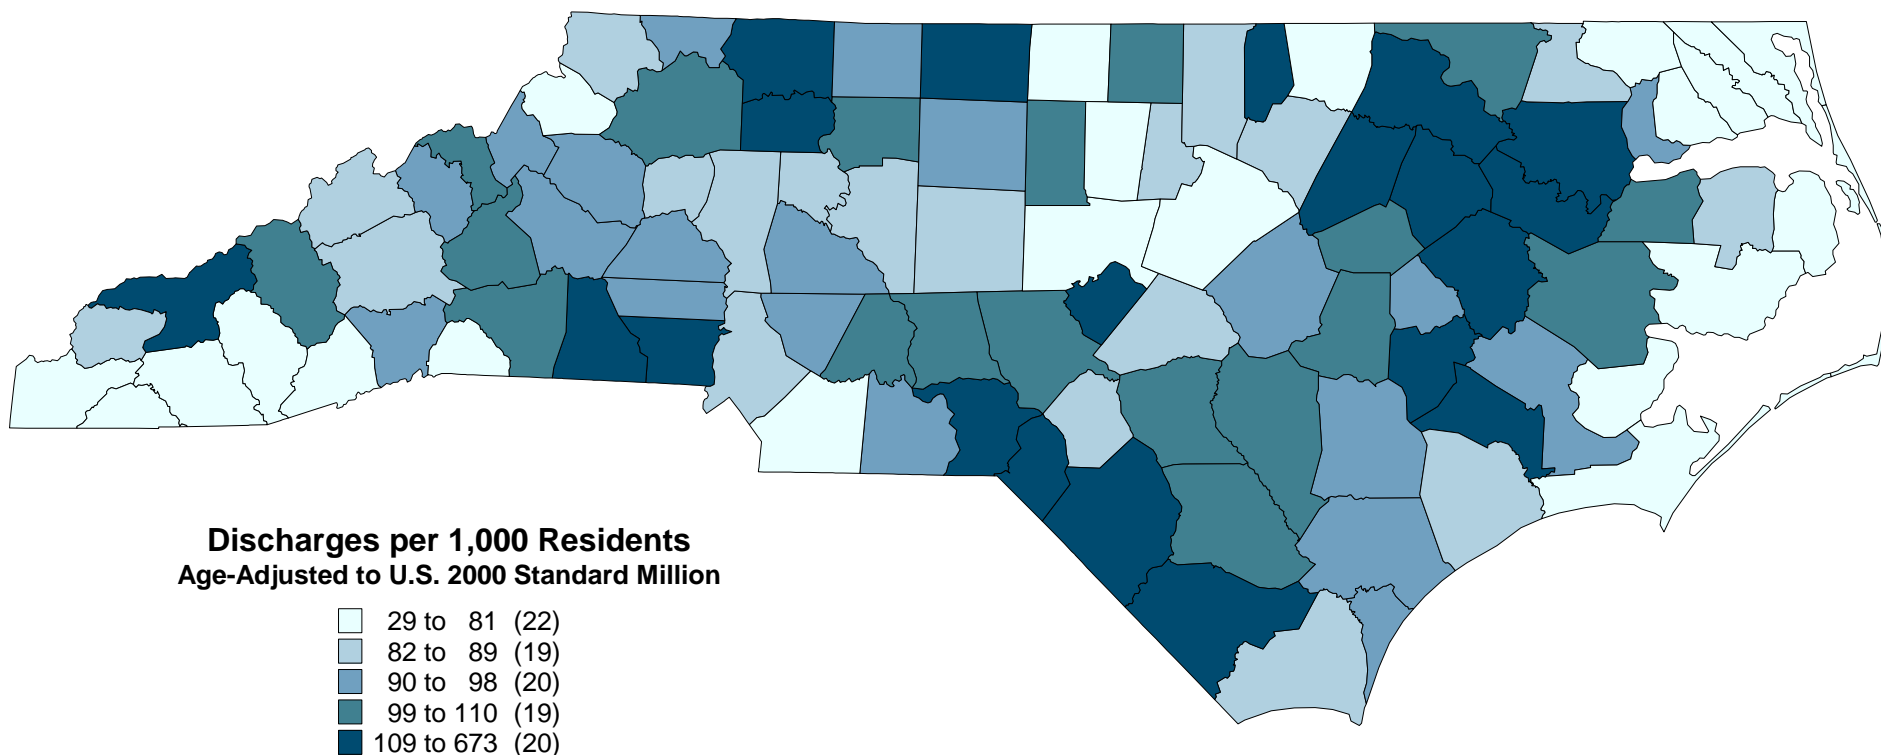 Discharges per 1,000 Residents
Age-Adjusted to U.S. 2000 Standard Million
29 to 81 (22)
82 to 89 (19)
90 to 98 (20)
99 to 110 (19)
109 to 673 (20)